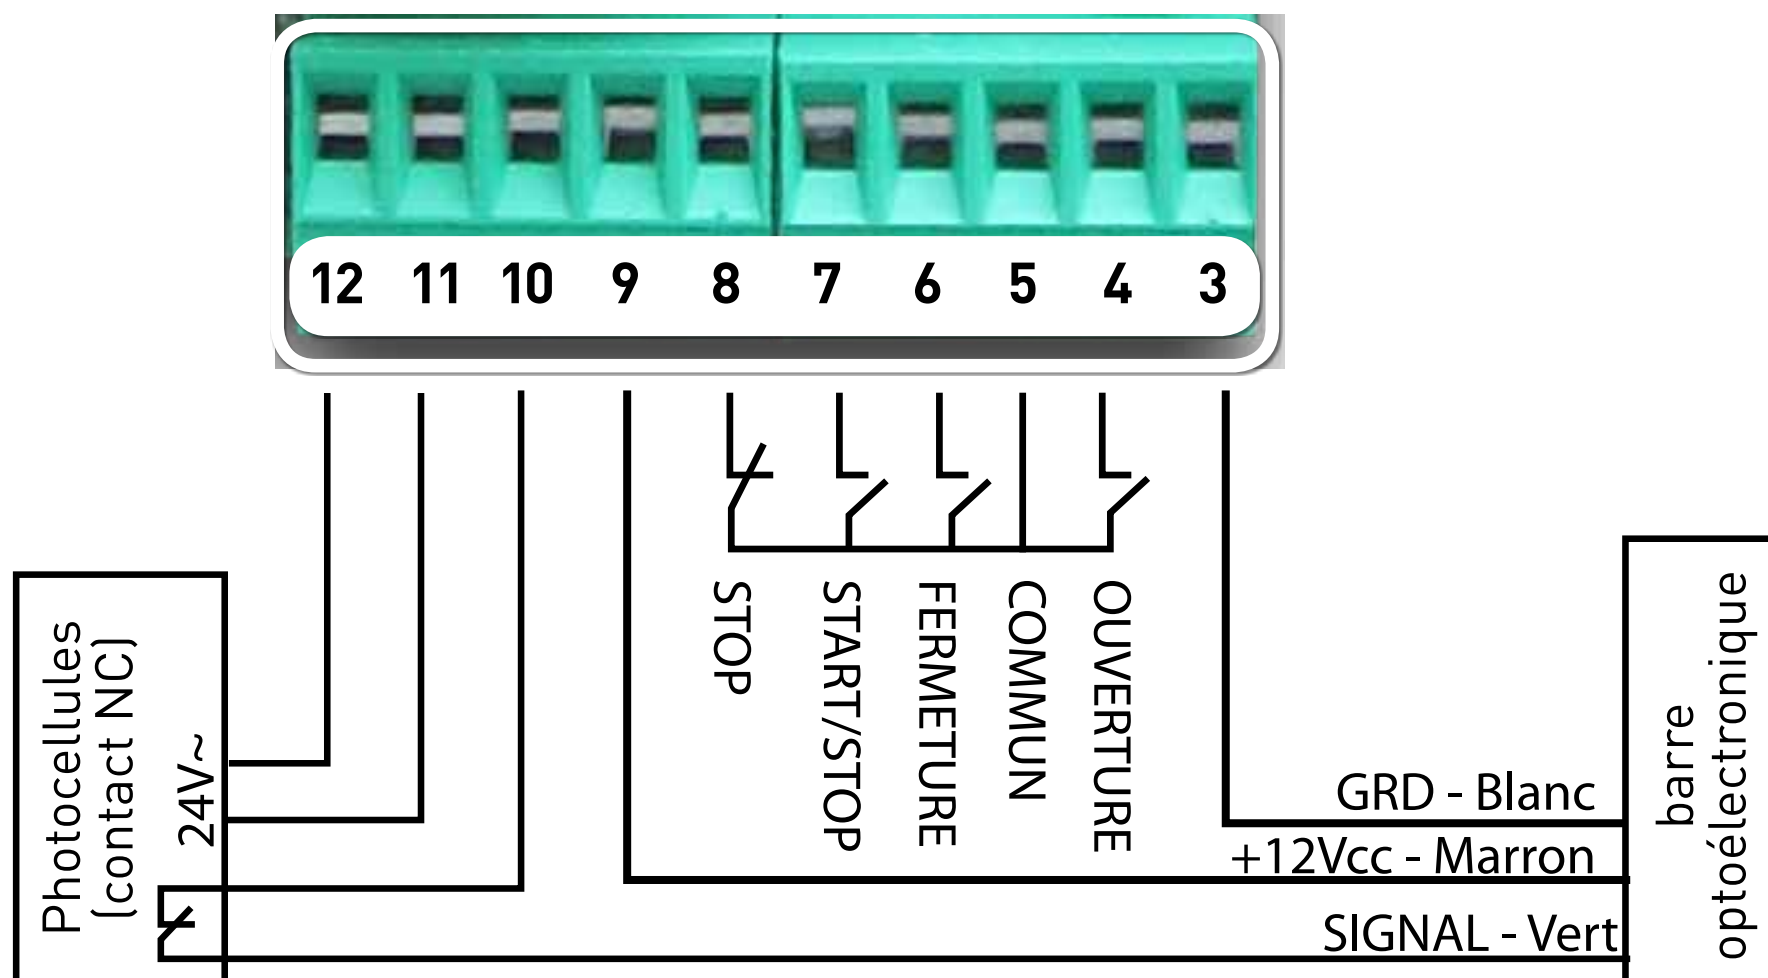 12 11 10 9 8 7 6 5 4 3
Photocellules
(contact NC)
24V~
STOP
START/STOP
FERMETURE
COMMUN
OUVERTURE
GRD - Blanc
+12Vcc - Marron
SIGNAL - Vert
barre
optoélectronique